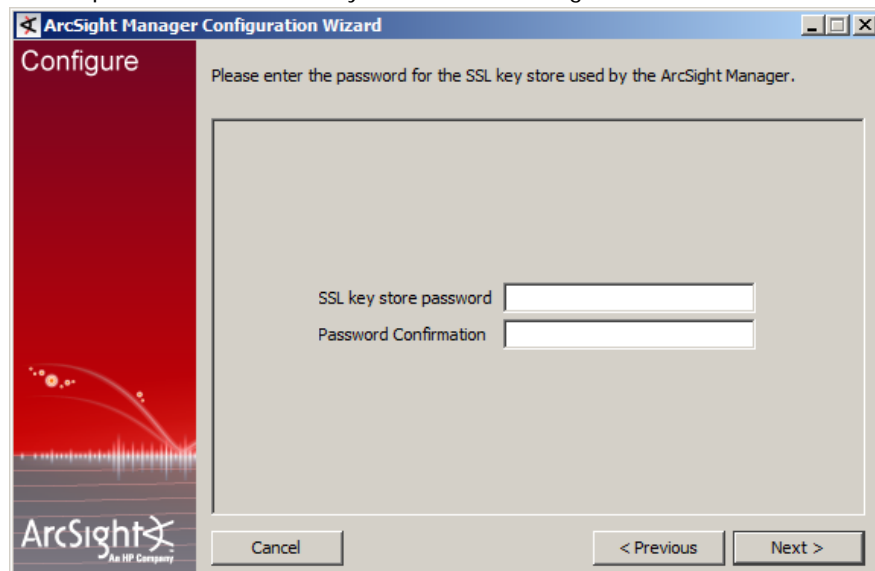 ArcSight Manager Configuration Wizard
Configure
Please enter the password for the SSL key store used by the ArcSight Manager.
SSL key store password
Password Confirmation
ArcSight
An HP Company
Cancel
< Previous
Next >